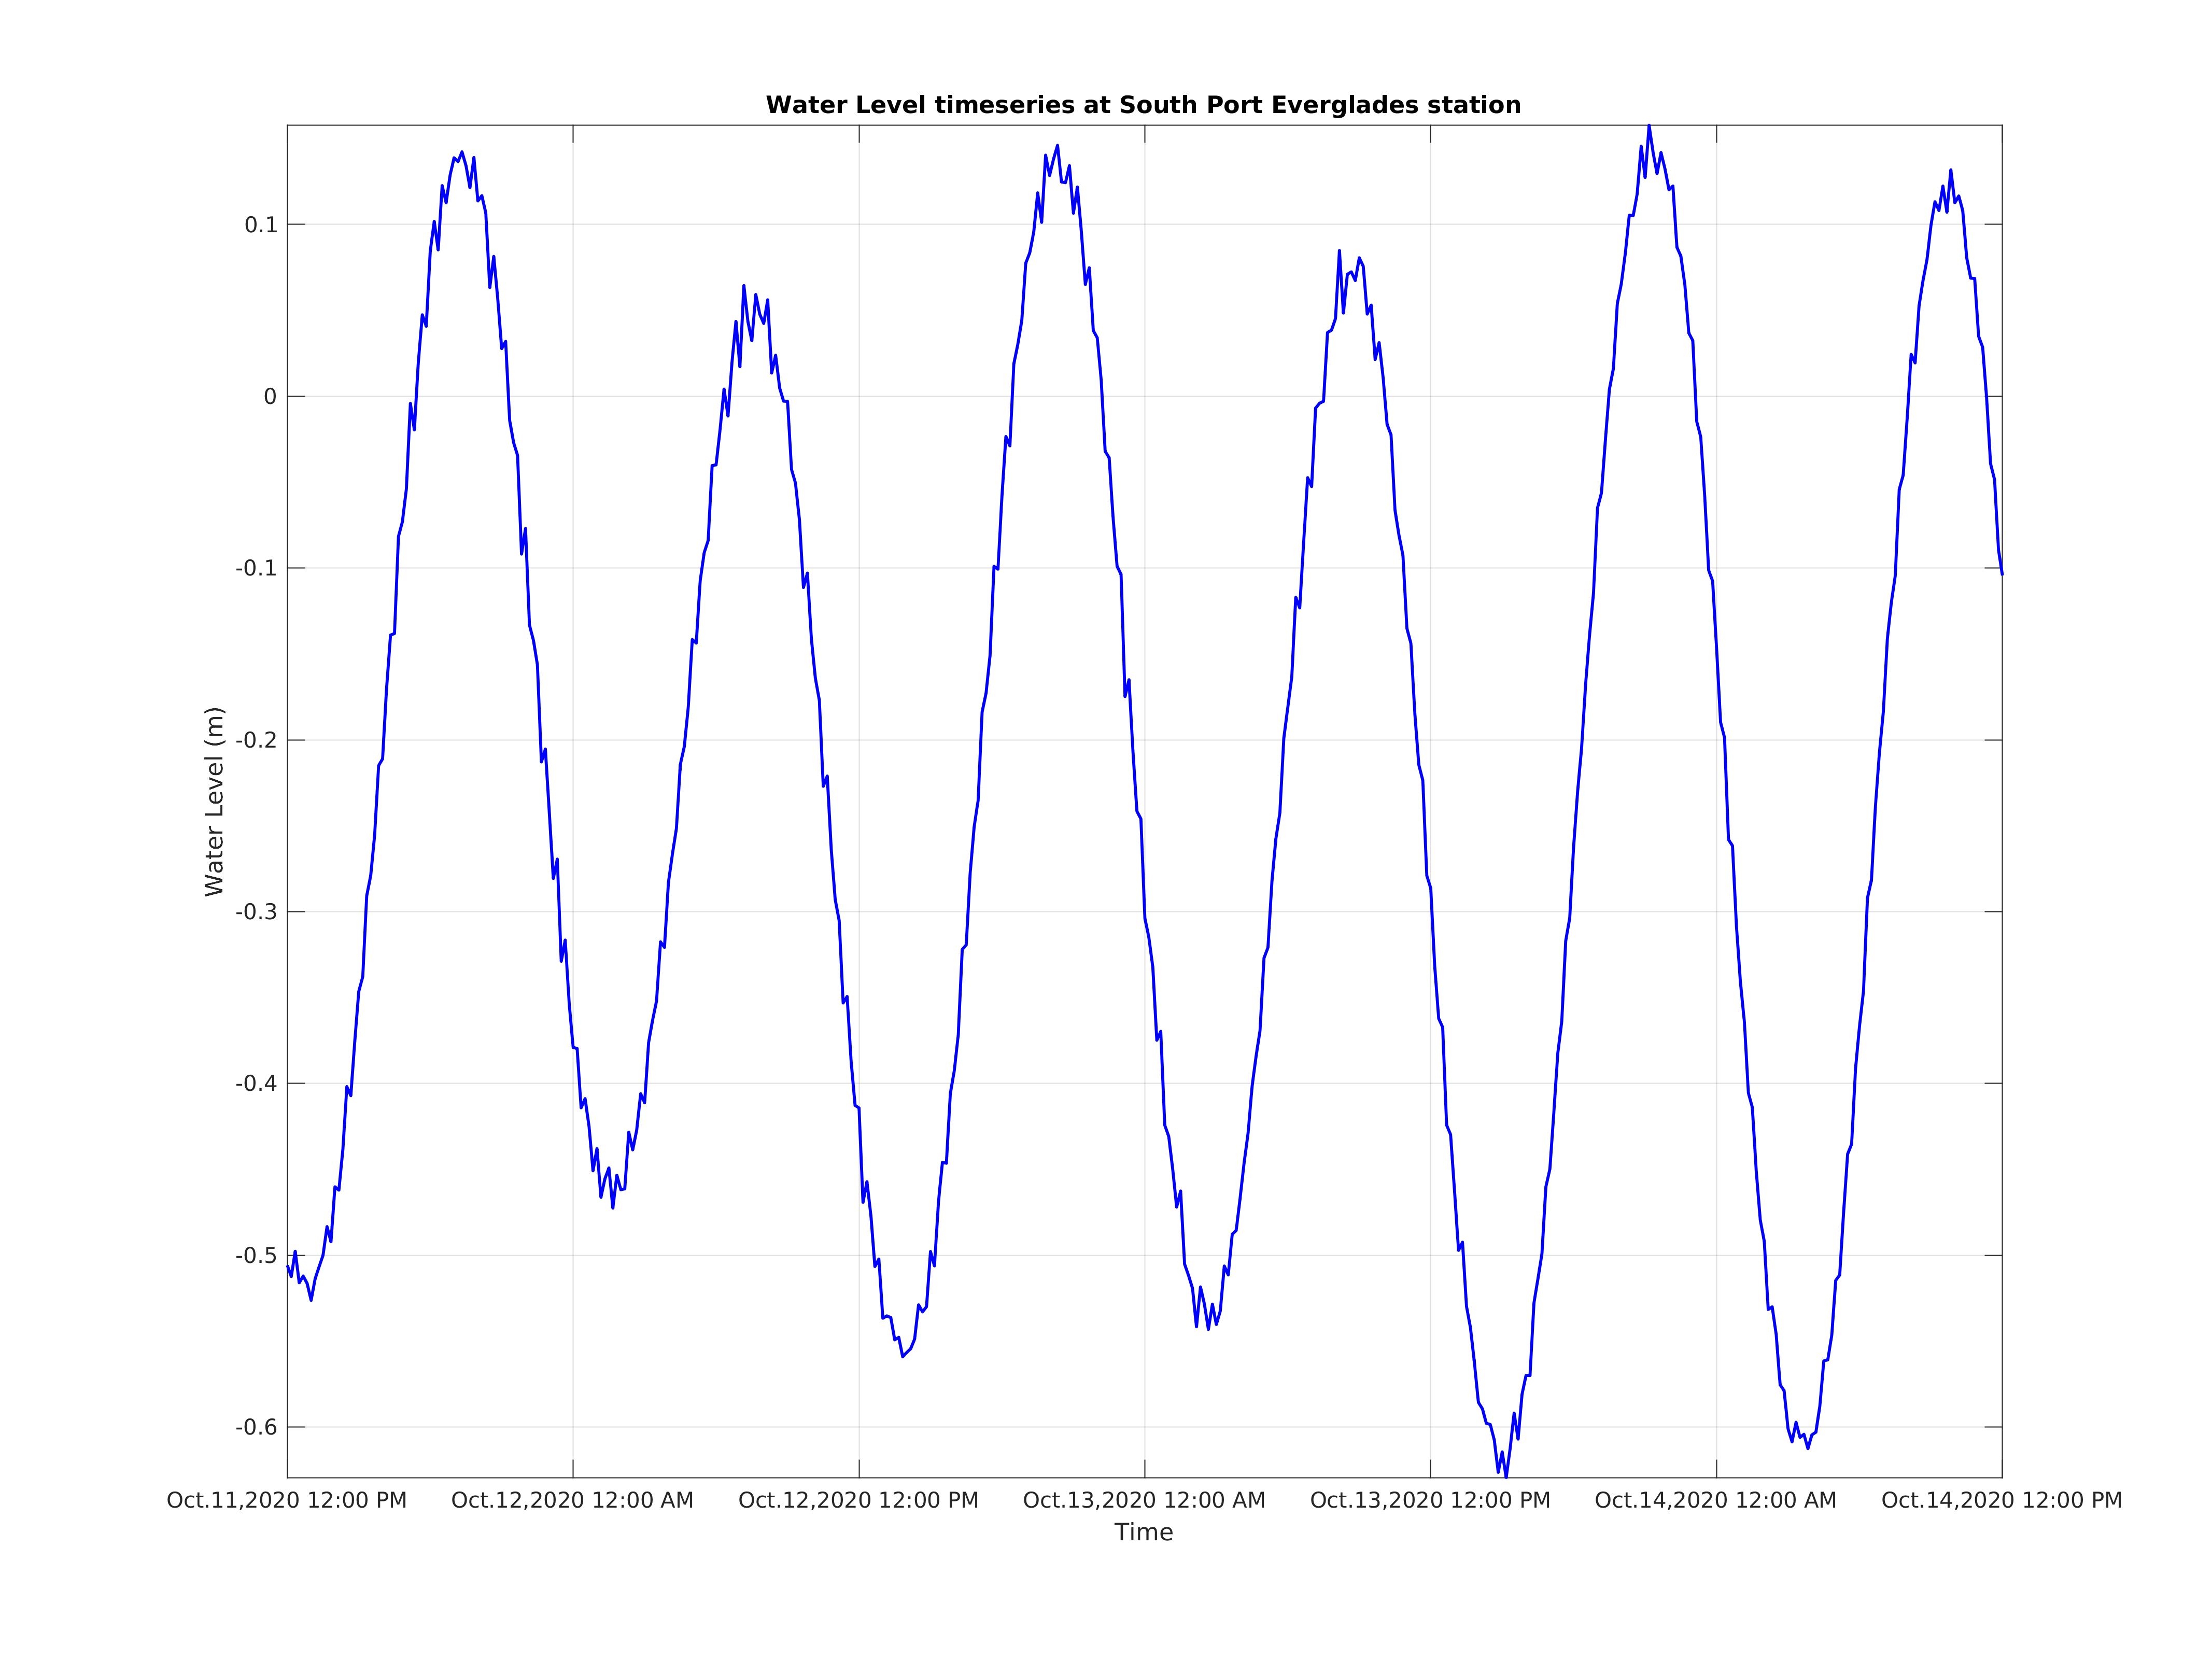 Water Level timeseries at South Port Everglades station
0.1
0
-0.1
-0.2
-0.3
-0.4
-0.5
-0.6
Water Level (m)
Oct.11,2020 12:00 PM
Oct.12,2020 12:00 AM
Oct.12,2020 12:00 PM
Oct.13,2020 12:00 AM
Oct.13,2020 12:00 PM
Oct.14,2020 12:00 AM
Oct.14,2020 12:00 PM
Time